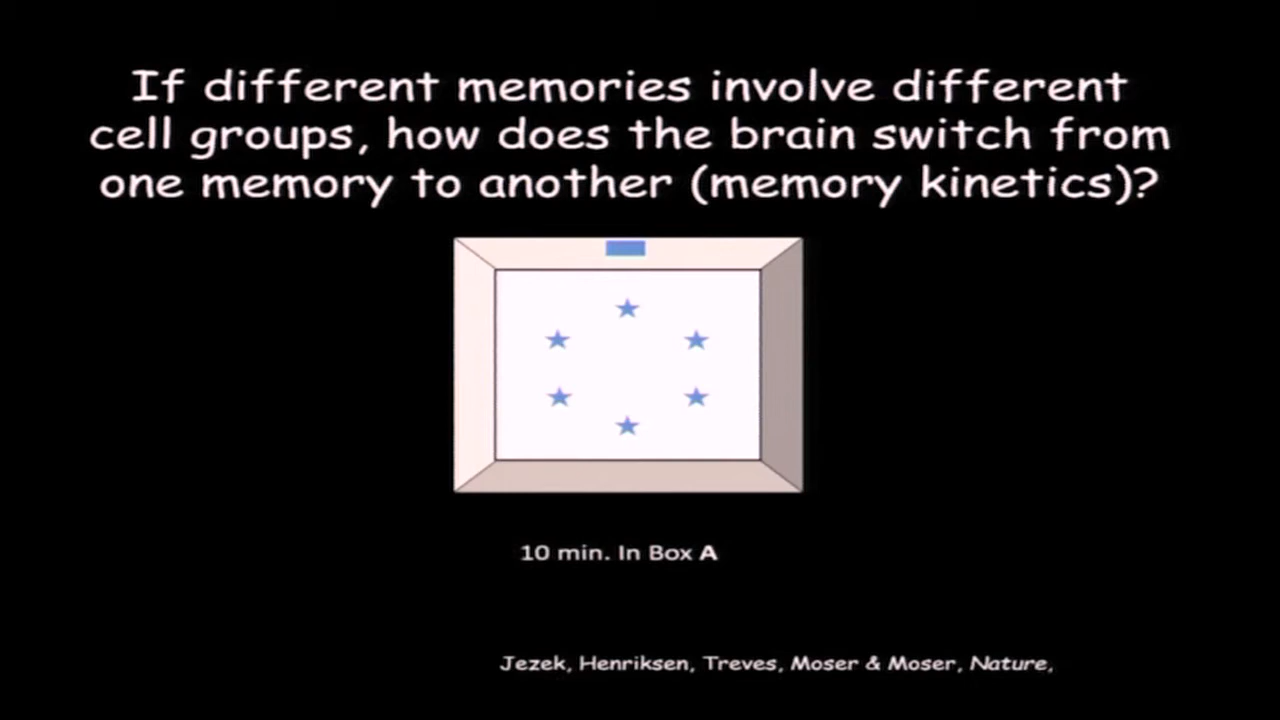 If different memories involve different
cell groups, how does the brain switch from
one memory to another (memory kinetics)?
10 min. In Box A
Jezek, Henriksen, Treves, Moser & Moser, Nature,